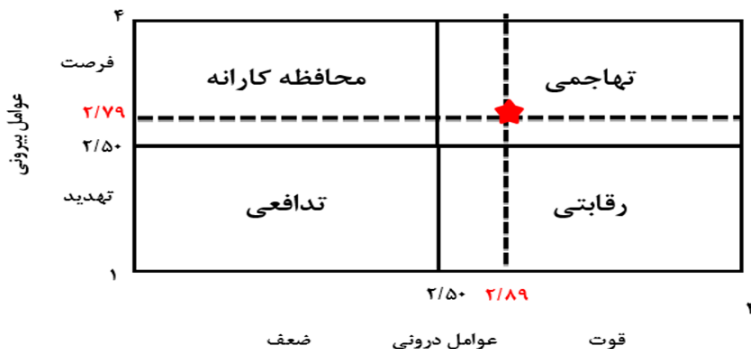 ۴
فرصت
محافظه کارانه
تهاجمی
۲/۷۹
عوامل بیرونی
۲/۵۰
تهدید
تدافعی
رقابتی
۱
۲/۵۰
۲/۸۹
قوت
عوامل درونی
ضعف